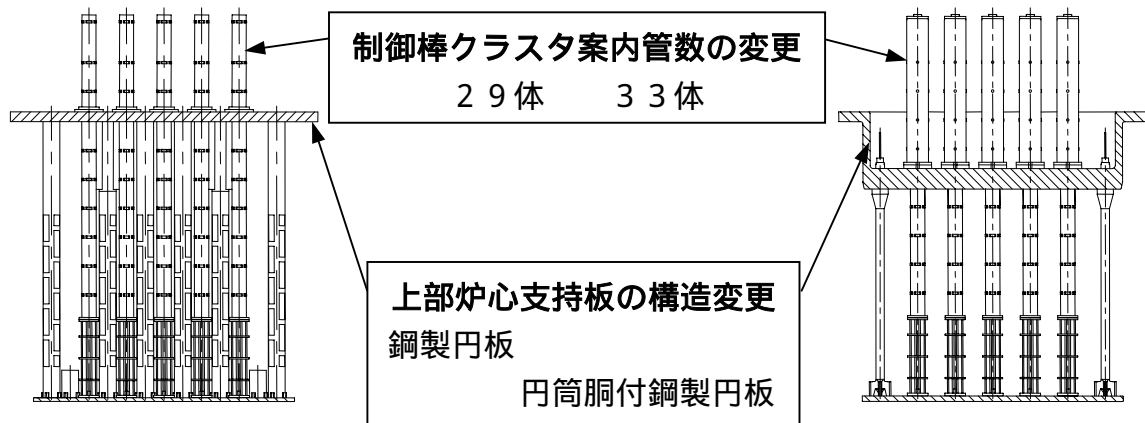 制御棒クラスタ案内管数の変更
２９体　　３３体
上部炉心支持板の構造変更
鋼製円板
円筒胴付鋼製円板